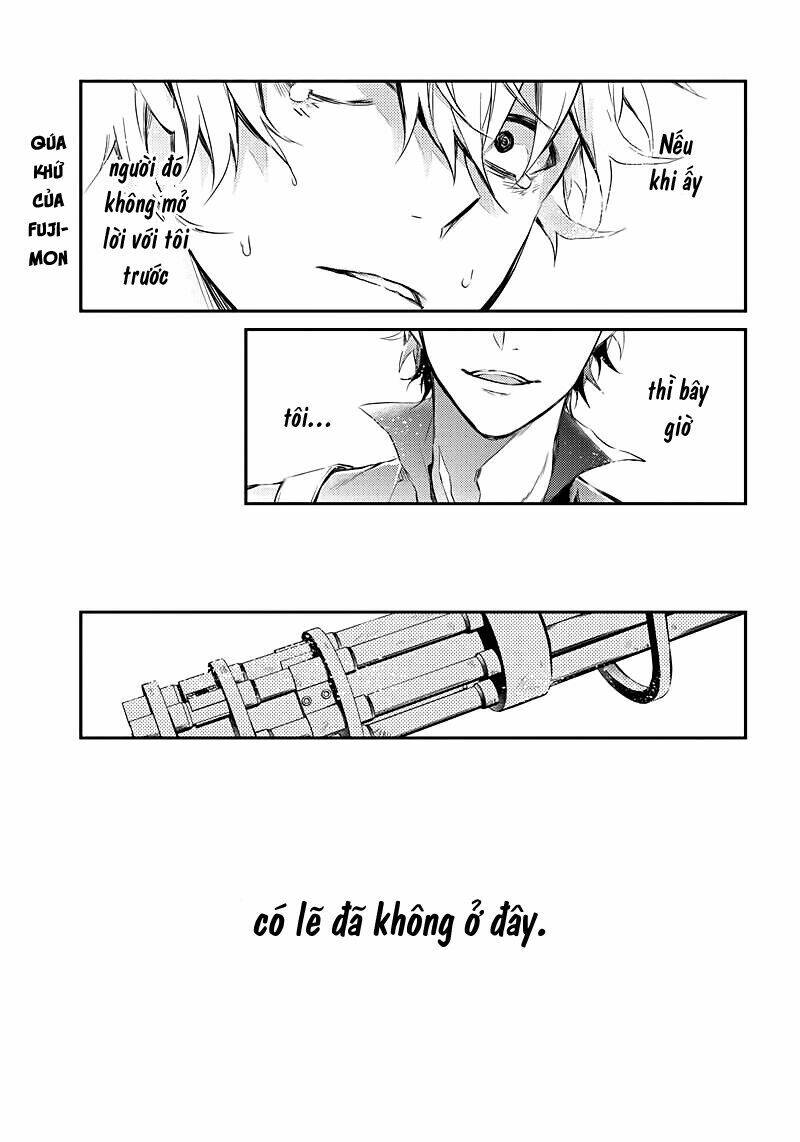 QÚA
KHỨ
CỦA
FUJI-
MON
Nếu
khi ấy
người đó
không mở
lời với tôi
trước
thì bây
giờ
tôi...
có lẽ đã không ở đây.